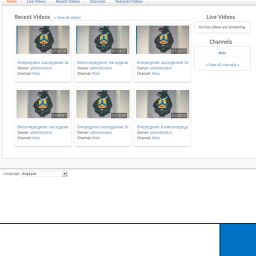 Home Live Videos Recent Videos Channels Featured Videos
Recent Videos » View all videos
Live Videos
No live videos are streaming.
Channels
Main
» View all channels »
Очередное заседание
Внеочередное заседание
Очередное заседание
Owner: administrator
Owner: administrator
Owner: administrator
Channel: Main
Channel: Main
Channel: Main
Внеочередное заседание
Очередное заседание
Очередное и внеочеред
Owner: administrator
Owner: administrator
Owner: administrator
Channel: Main
Channel: Main
Channel: Main
Language: English